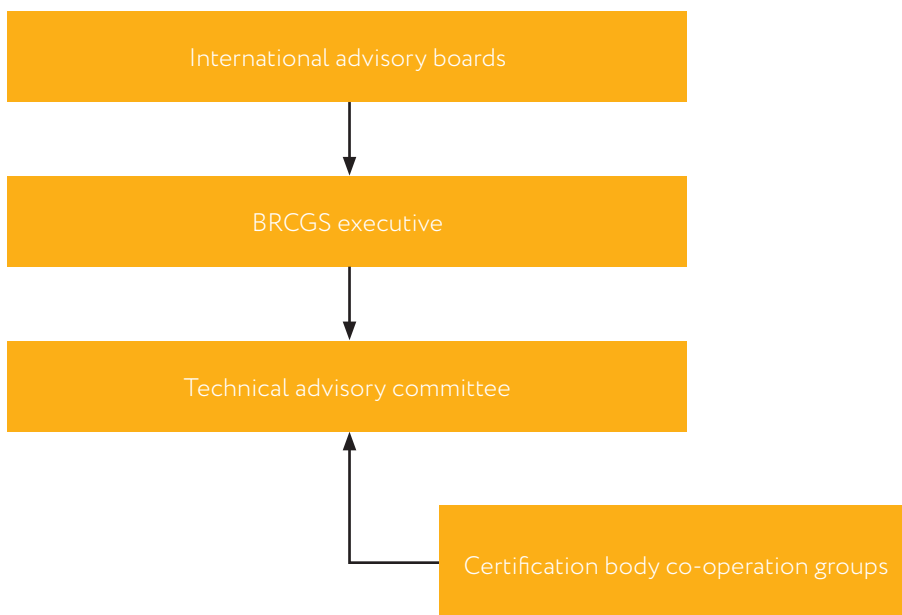 International advisory boards
BRCGS executive
Technical advisory committee
Certification body co-operation groups